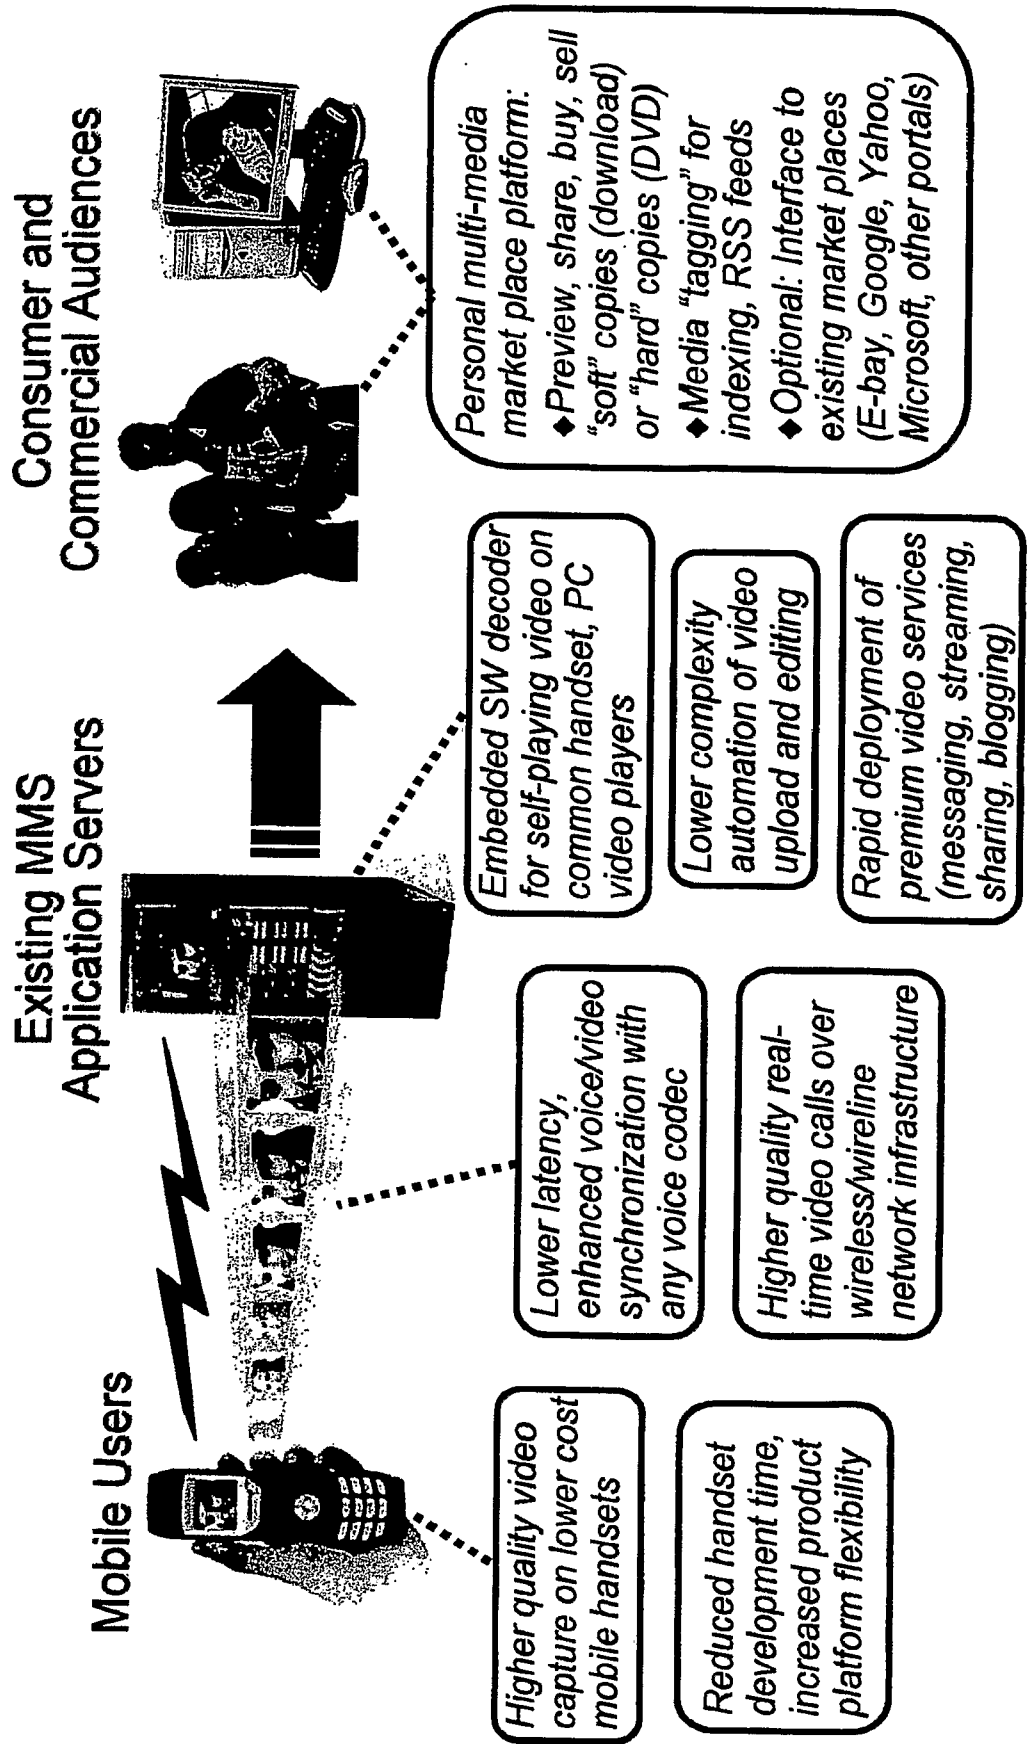 Mobile Users
Existing MMS
Application Servers
Consumer and
Commercial Audiences
Higher quality video
capture on lower cost
mobile handsets
Reduced handset
development time,
increased product
platform flexibility
Lower latency,
enhanced voice/video
synchronization with
any voice codec
Higher quality real-
time video calls over
wireless/wireline
network infrastructure
Embedded SW decoder
for self-playing video on
common handset, PC
video players
Lower complexity
automation of video
upload and editing
Rapid deployment of
premium video services
(messaging, streaming,
sharing, blogging)
Personal multi-media
market place platform:
◆Preview, share, buy, sell
"soft" copies (download)
or "hard" copies (DVD)
◆Media "tagging" for
indexing, RSS feeds
◆Optional: Interface to
existing market places
(E-bay, Google, Yahoo,
Microsoft, other portals)